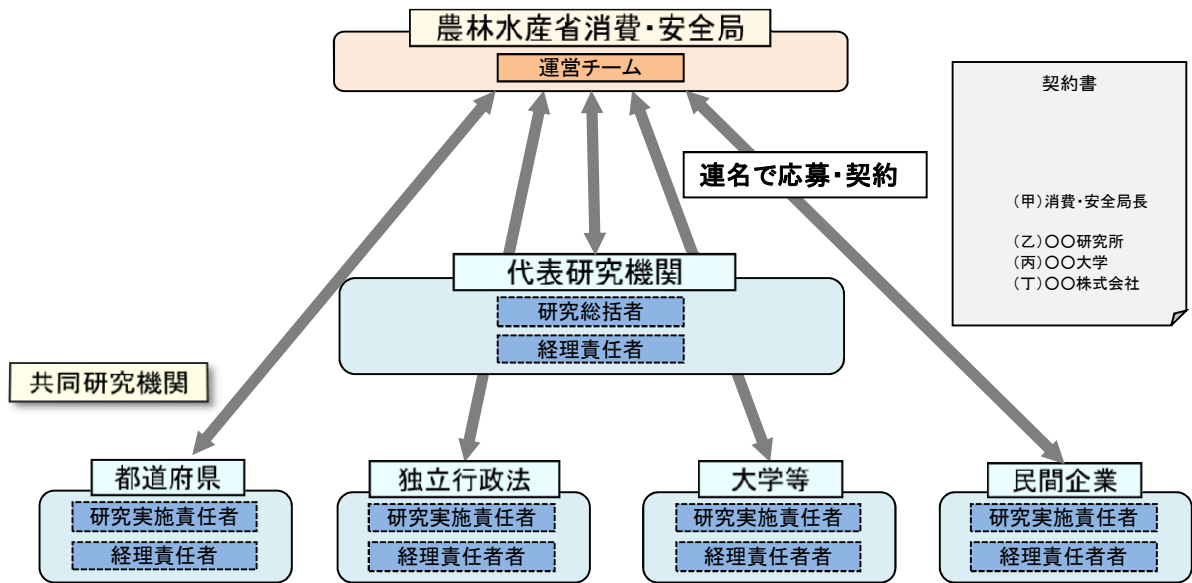 農林水産省消費・安全局
運営チーム
契約書
連名で応募・契約
(甲)消費・安全局長
(乙)〇〇研究所
(丙)〇〇大学
(丁)〇〇株式会社
代表研究機関
研究総括者
経理責任者
共同研究機関
都道府県
研究実施責任者
経理責任者
独立行政法
研究実施責任者
経理責任者者
大学等
研究実施責任者
経理責任者者
民間企業
研究実施責任者
経理責任者者